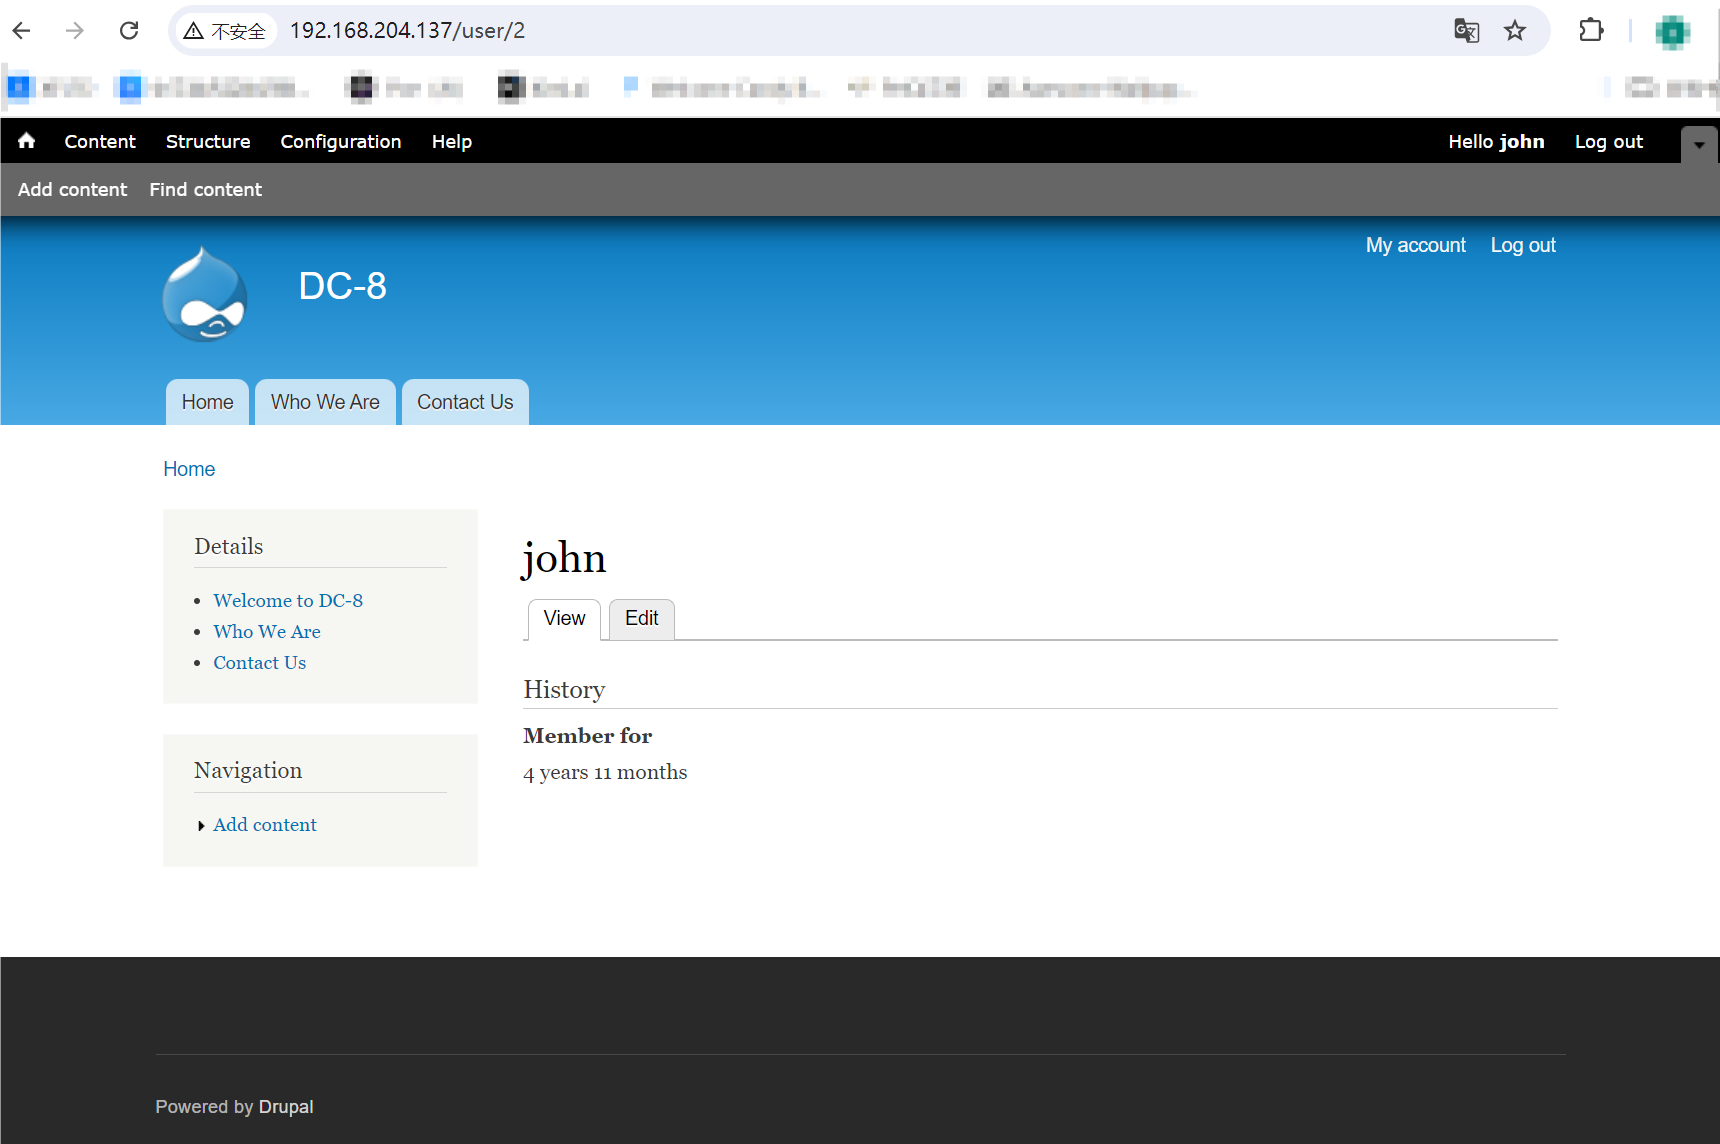 不安全 192.168.204.137/user/2
Content Structure Configuration Help Hello john Log out
Add content Find content
My account Log out
DC-8
Home Who We Are Contact Us
Home
Details
Welcome to DC-8
Who We Are
Contact Us
Navigation
Add content
john
View Edit
History
Member for
4 years 11 months
Powered by Drupal